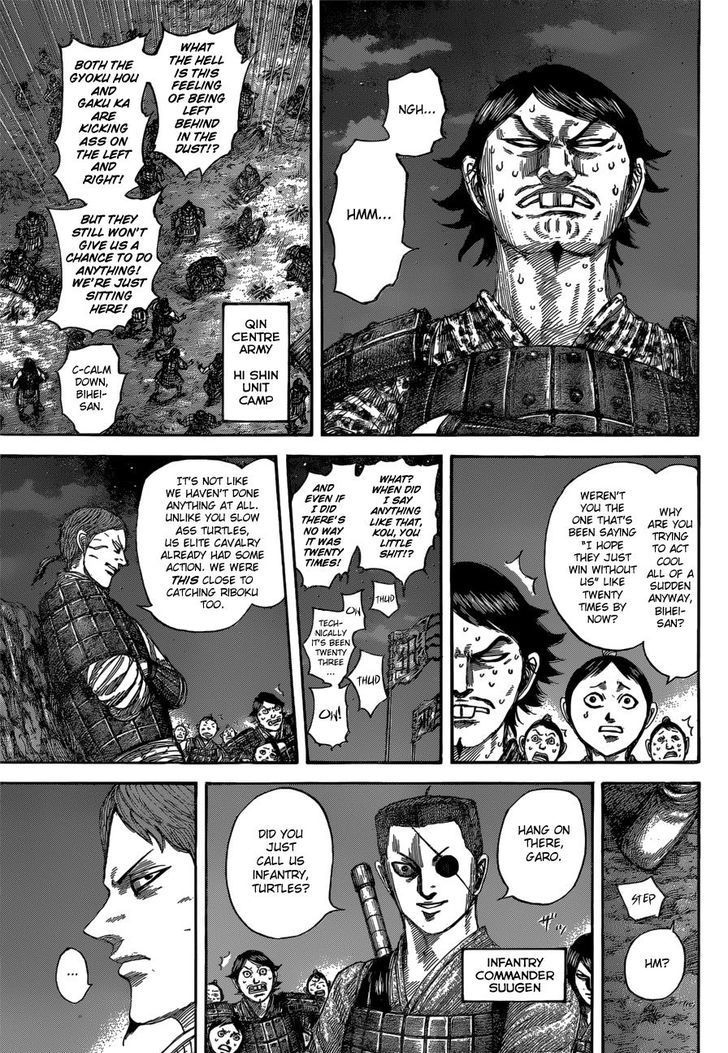 NGH...
HMM...
WHAT
THE HELL
IS THIS
FEELING
OF BEING
LEFT
BEHIND
IN THE
DUST!?
BOTH THE
GYOKU HOU
AND
GAKU KA
ARE
KICKING
ASS ON
THE LEFT
AND
RIGHT!
BUT THEY
STILL WON'T
GIVE US A
CHANCE TO DO
ANYTHING!
WE'RE JUST
SITTING
HERE!
QIN
CENTRE
ARMY
HI SHIN
UNIT
CAMP
C-CALM
DOWN,
BIHEI-
SAN.
WHY
ARE YOU
TRYING
TO ACT
COOL
ALL OF A
SUDDEN
ANYWAY,
BIHEI-
SAN?
WEREN'T
YOU THE
ONE THAT'S
BEEN SAYING
"I HOPE
THEY JUST
WIN WITHOUT
US" LIKE
TWENTY
TIMES BY
NOW?
WHAT?
WHEN DID
I SAY
ANYTHING
LIKE THAT,
KOU, YOU
LITTLE
SHIT!?
AND
EVEN IF
I DID
THERE'S
NO WAY
IT WAS
TWENTY
TIMES!
THUD
OW
TECH-
NICALLY
IT'S BEEN
TWENTY
THREE
...
THUD
OW!
IT'S NOT LIKE
WE HAVEN'T DONE
ANYTHING AT ALL.
UNLIKE YOU SLOW
ASS TURTLES,
US ELITE CAVALRY
ALREADY HAD SOME
ACTION. WE WERE
THIS CLOSE TO
CATCHING RIBOKU
TOO.
STEP
HM?
HANG ON
THERE,
GARO.
DID YOU
JUST
CALL US
INFANTRY,
TURTLES?
ザッ
INFANTRY
COMMANDER
SUUGEN
...